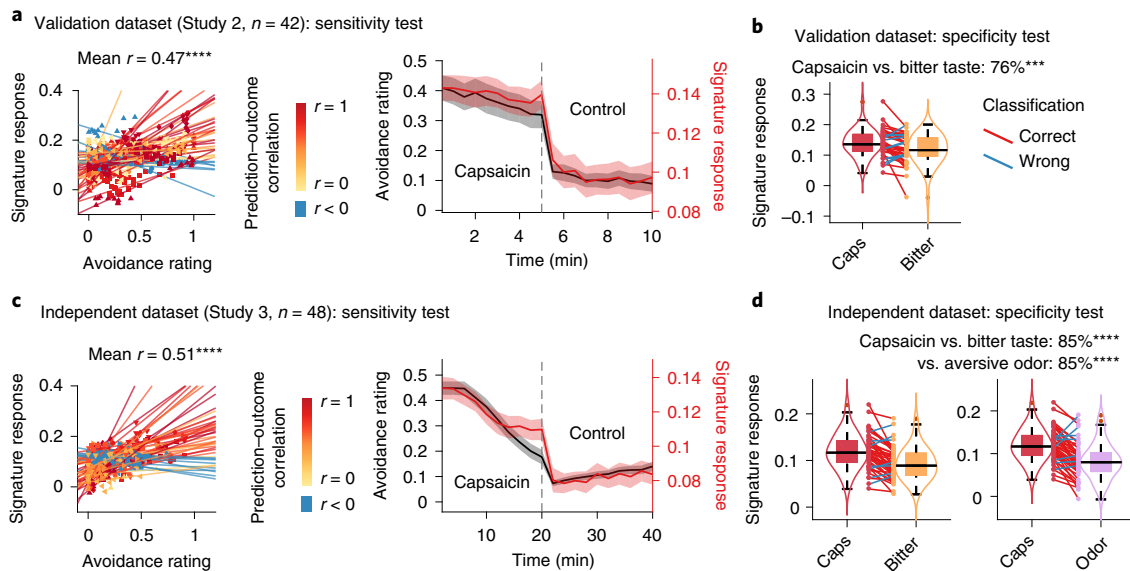 a
Validation dataset (Study 2, n = 42): sensitivity test
Mean r = 0.47****
Signature response
0.4
0.2
0
0
0.5
1
Avoidance rating
Prediction–outcome
correlation
r = 1
r = 0
r < 0
Avoidance rating
0.5
0.4
0.3
0.2
0.1
0
Capsaicin
Control
2
4
6
8
10
Time (min)
0.14
0.12
0.1
0.08
Signature response
b
Validation dataset: specificity test
Capsaicin vs. bitter taste: 76%***
Signature response
0.3
0.2
0.1
0
–0.1
Caps
Bitter
Classification
Correct
Wrong
c
Independent dataset (Study 3, n = 48): sensitivity test
Mean r = 0.51****
Signature response
0.4
0.2
0
0
0.5
1
Avoidance rating
Prediction–outcome
correlation
r = 1
r = 0
r < 0
Avoidance rating
0.5
0.4
0.3
0.2
0.1
0
Capsaicin
Control
10
20
30
40
Time (min)
0.14
0.12
0.1
0.08
Signature response
d
Independent dataset: specificity test
Capsaicin vs. bitter taste: 85%****
vs. aversive odor: 85%****
Signature response
0.2
0.1
0
Caps
Bitter
0.2
0.1
0
Caps
Odor